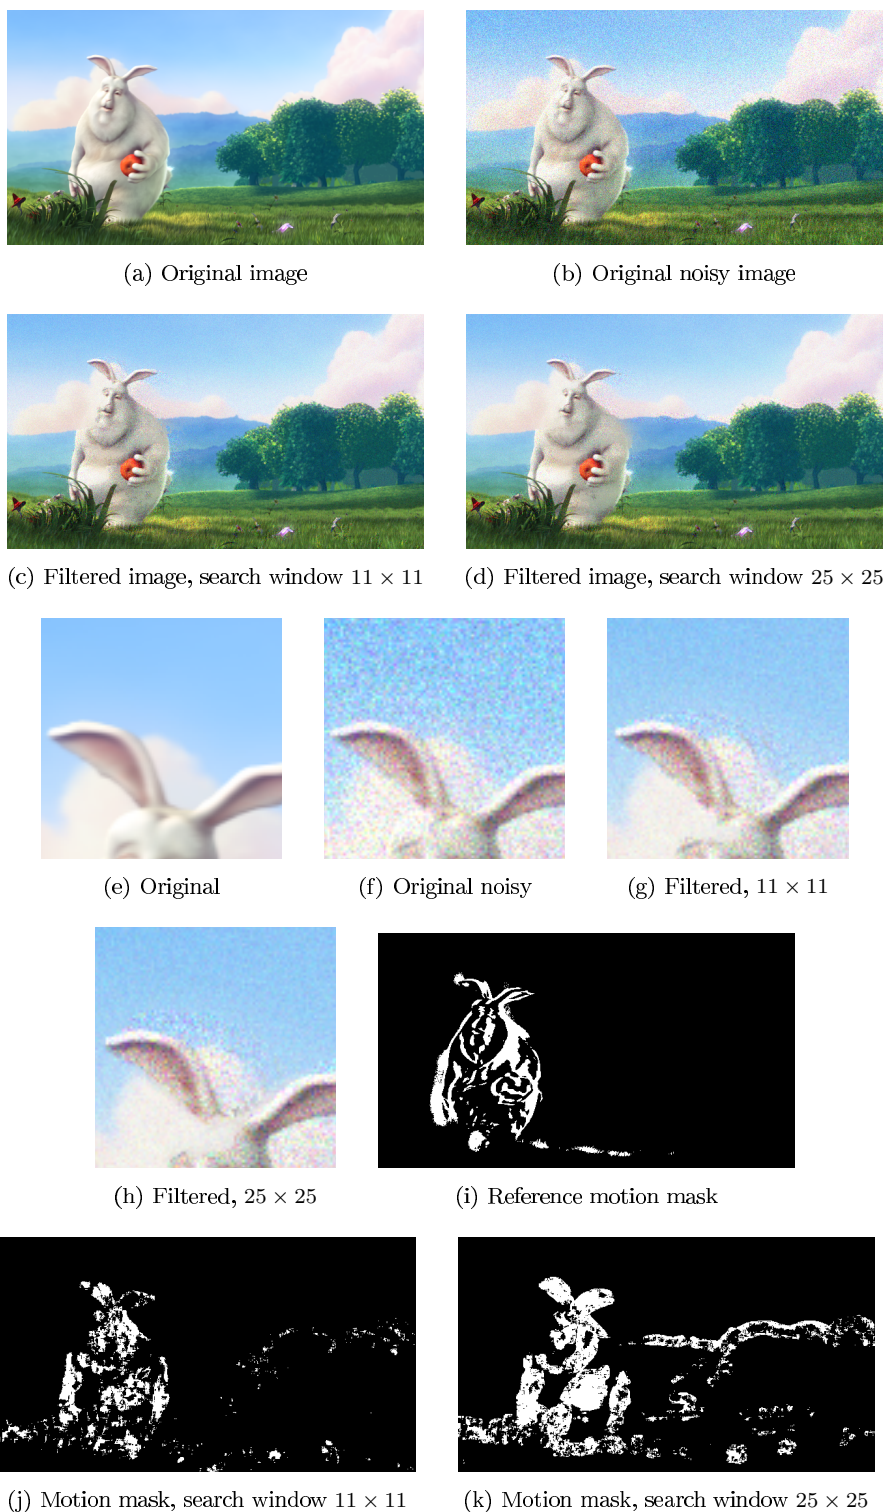 (a) Original image
(b) Original noisy image
(c) Filtered image, search window 11 × 11
(d) Filtered image, search window 25 × 25
(e) Original
(f) Original noisy
(g) Filtered, 11 × 11
(h) Filtered, 25 × 25
(i) Reference motion mask
(j) Motion mask, search window 11 × 11
(k) Motion mask, search window 25 × 25